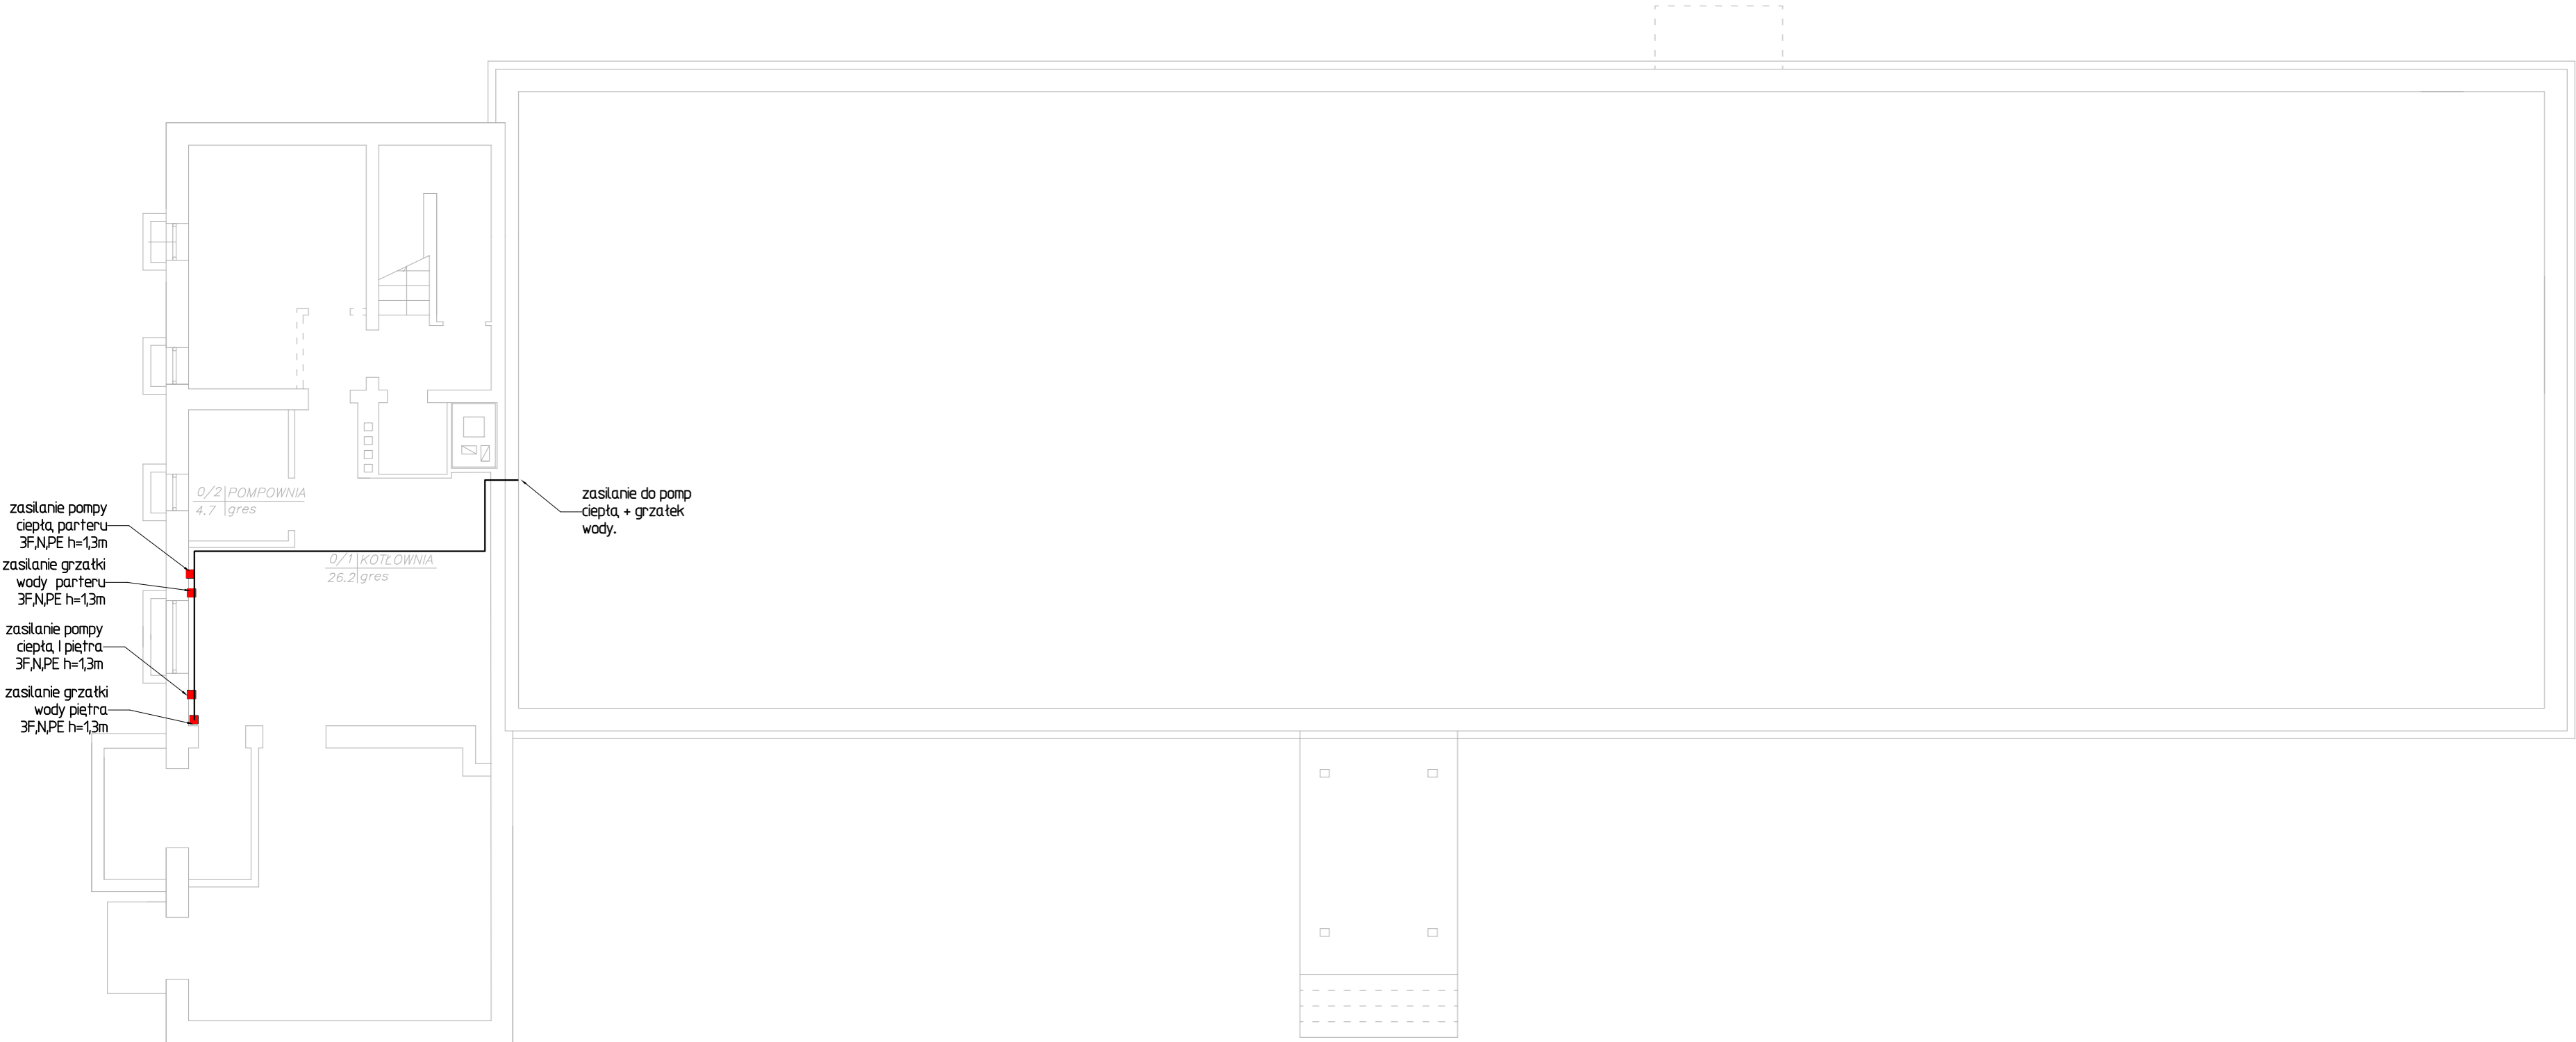 0/2 POMPOWNIA
4.7 gres
zasilanie pompy
ciepła, parteru
3F,N,PE h=1,3m
zasilanie grzałki
wody parteru
3F,N,PE h=1,3m
zasilanie pompy
ciepła, I piętra
3F,N,PE h=1,3m
zasilanie grzałki
wody piętra
3F,N,PE h=1,3m
0/1 KOTŁOWNIA
26.2 gres
zasilanie do pomp
ciepła, + grzałek
wody.